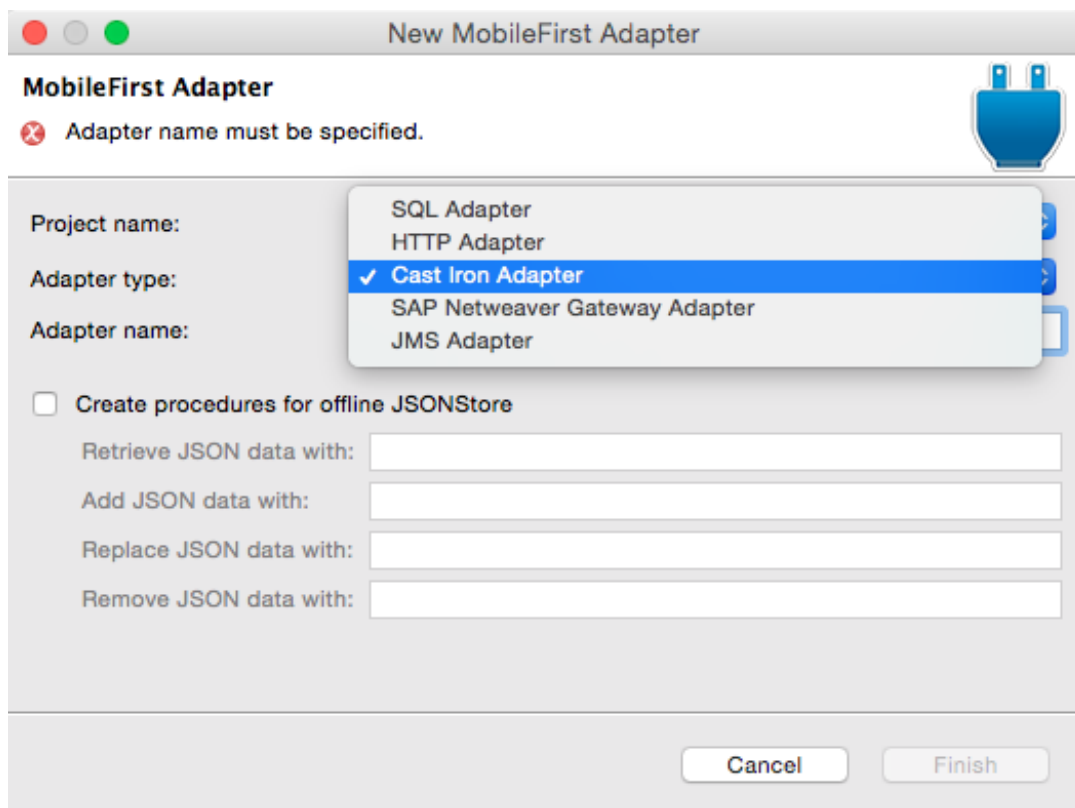 New MobileFirst Adapter
MobileFirst Adapter
Adapter name must be specified.
Project name:
SQL Adapter
HTTP Adapter
Adapter type:
✓ Cast Iron Adapter
SAP Netweaver Gateway Adapter
Adapter name:
JMS Adapter
Create procedures for offline JSONStore
Retrieve JSON data with:
Add JSON data with:
Replace JSON data with:
Remove JSON data with:
Cancel
Finish